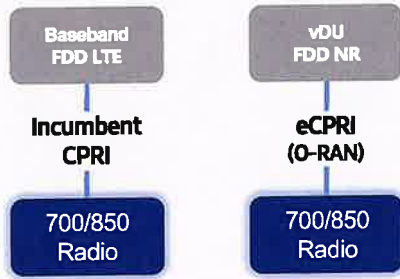 Baseband
FDD LTE
Incumbent
CPRI
700/850
Radio
vDU
FDD NR
eCPRI
(O-RAN)
700/850
Radio